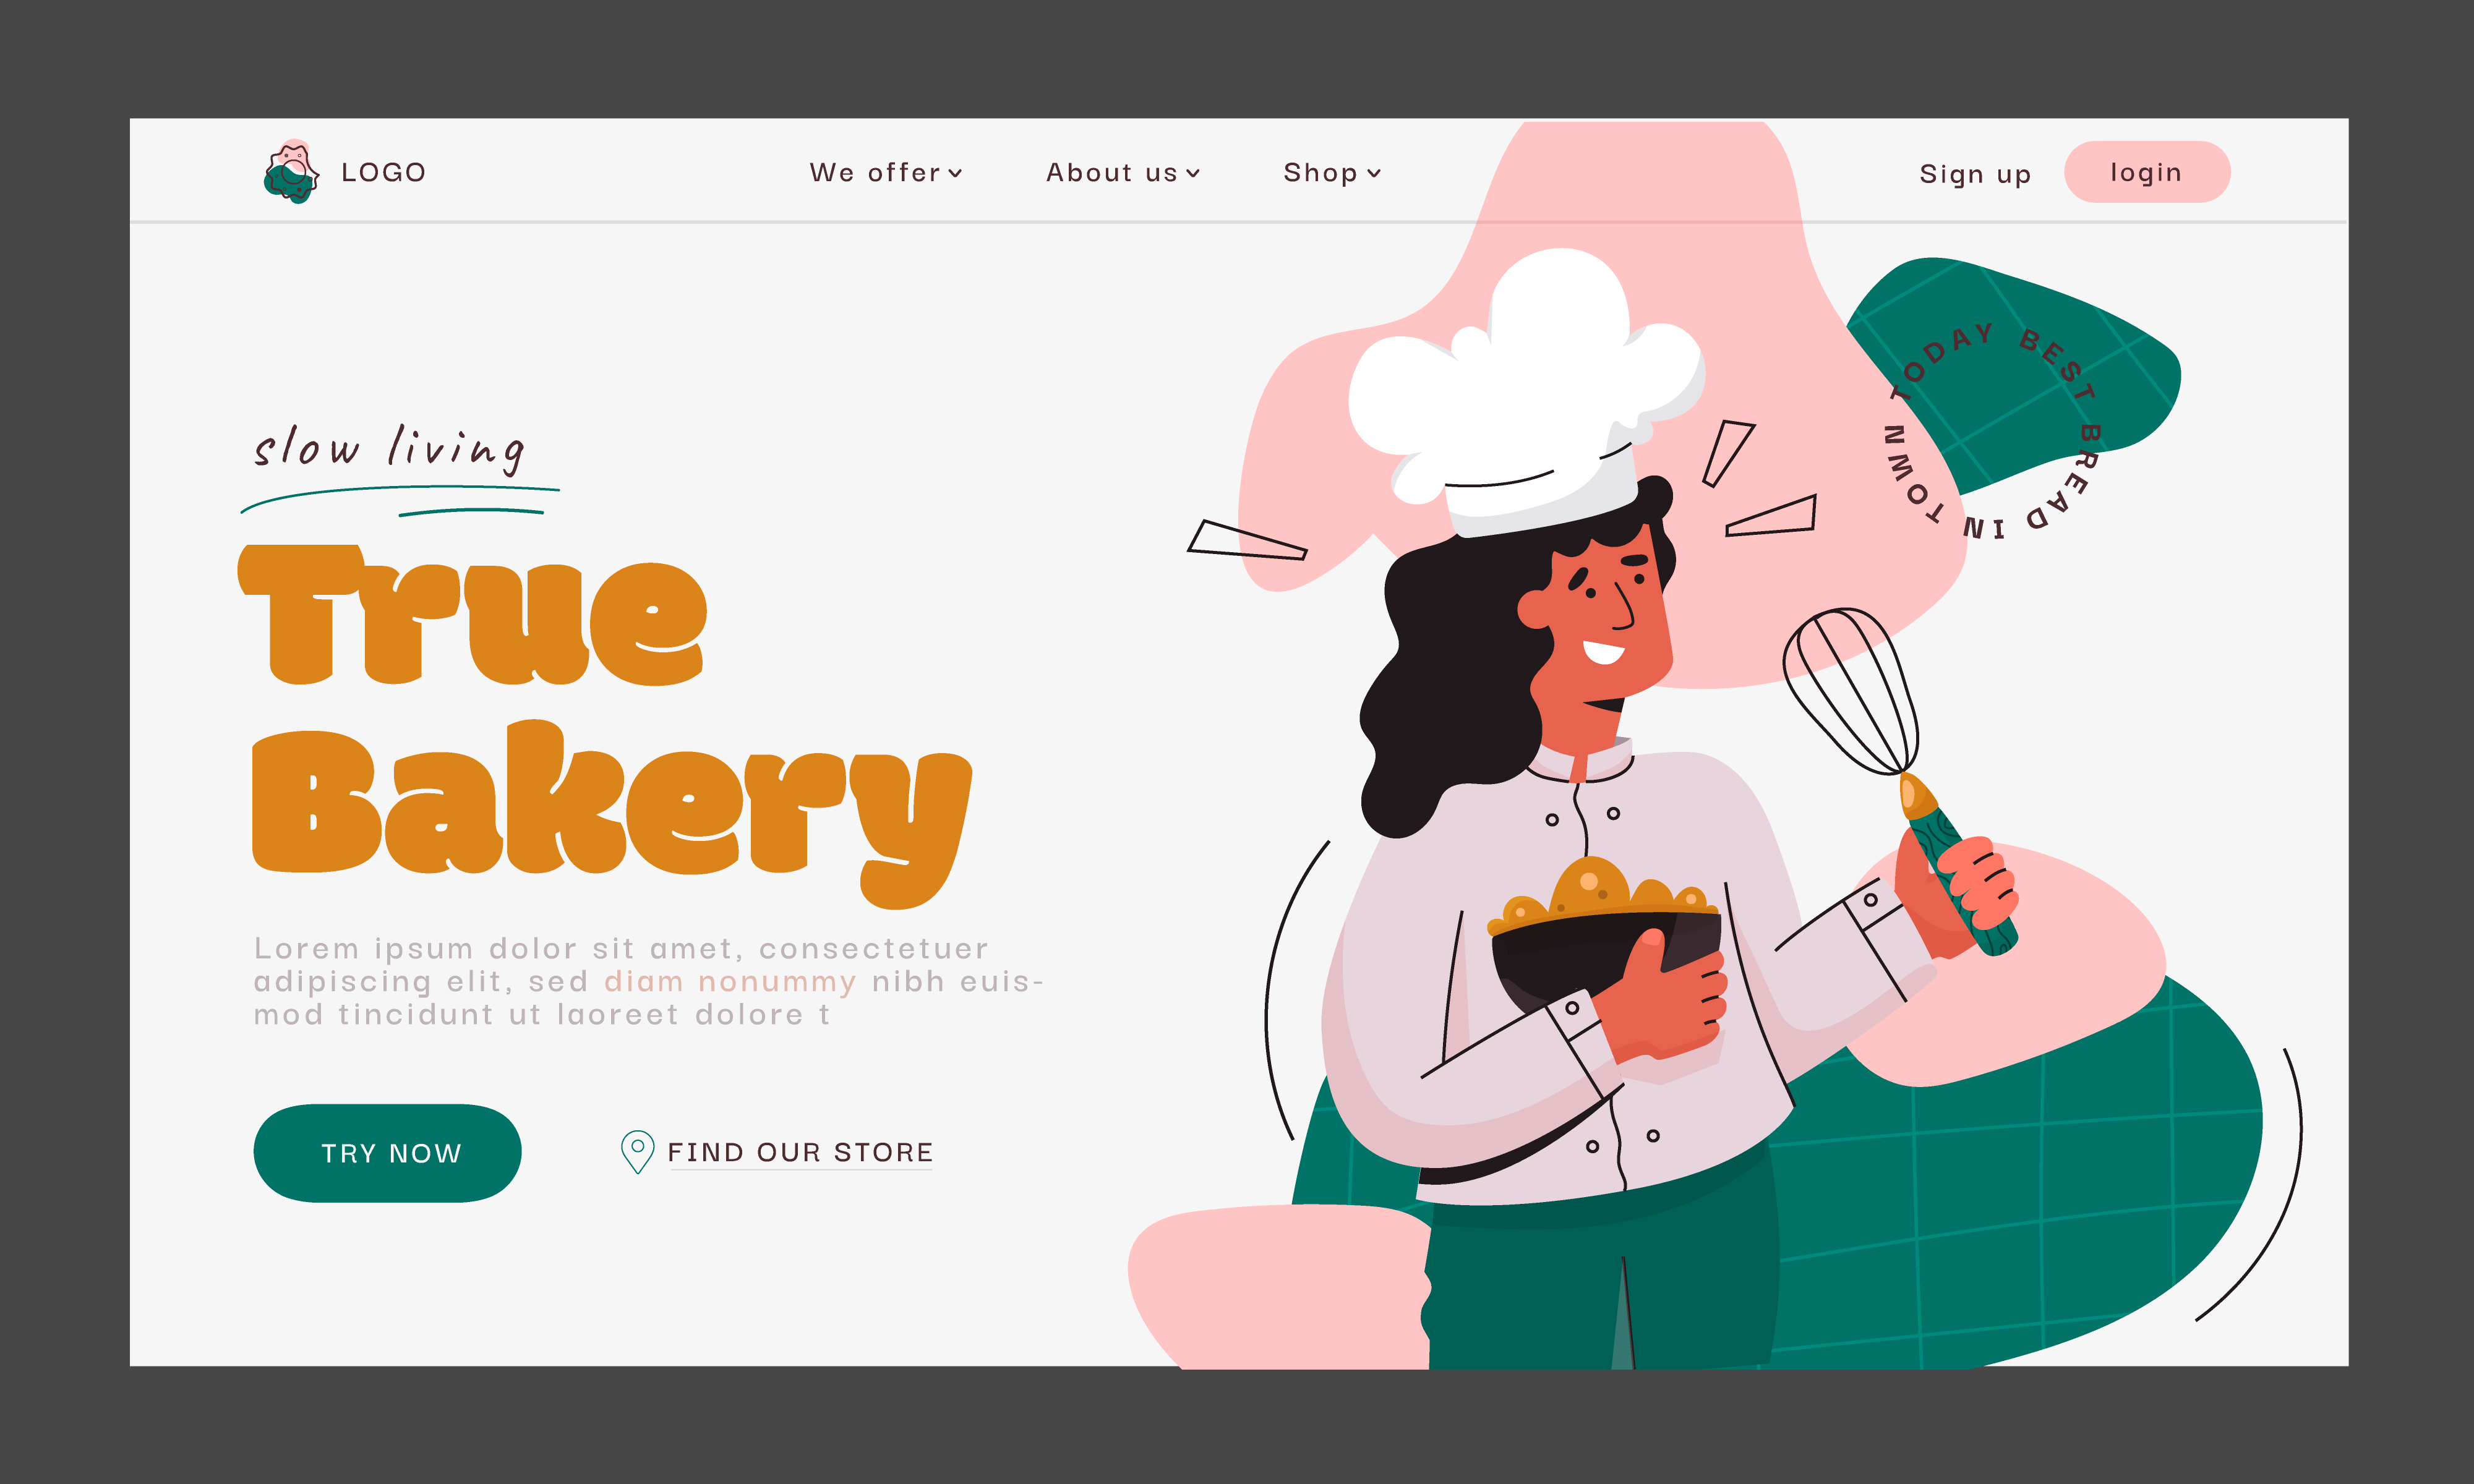 LOGO
We offer
About us
Shop
Sign up
login
slow living
True
Bakery
Lorem ipsum dolor sit amet, consectetuer
adipiscing elit, sed diam nonummy nibh euis-
mod tincidunt ut laoreet dolore t
TRY NOW
FIND OUR STORE
TODAY BEST BREAD IN TOWN